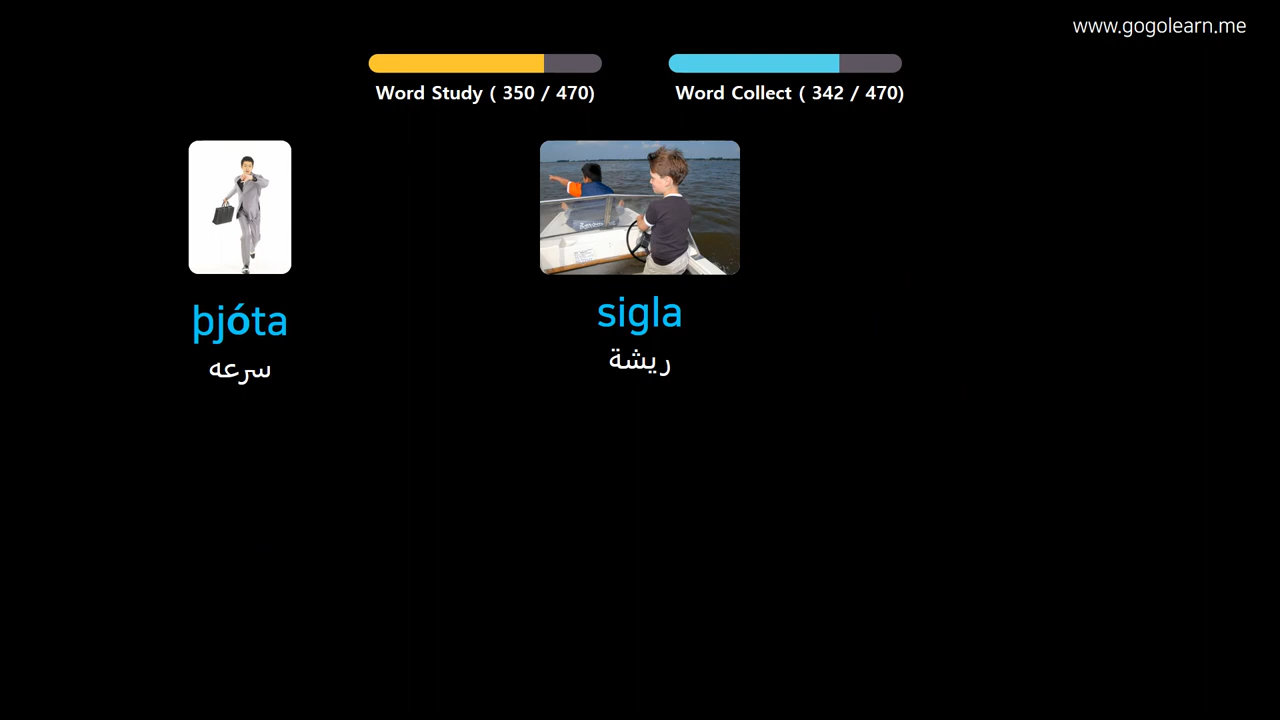 www.gogolearn.me
Word Study ( 350 / 470)
Word Collect ( 342 / 470)
þjóta
سرعه
sigla
ريشة